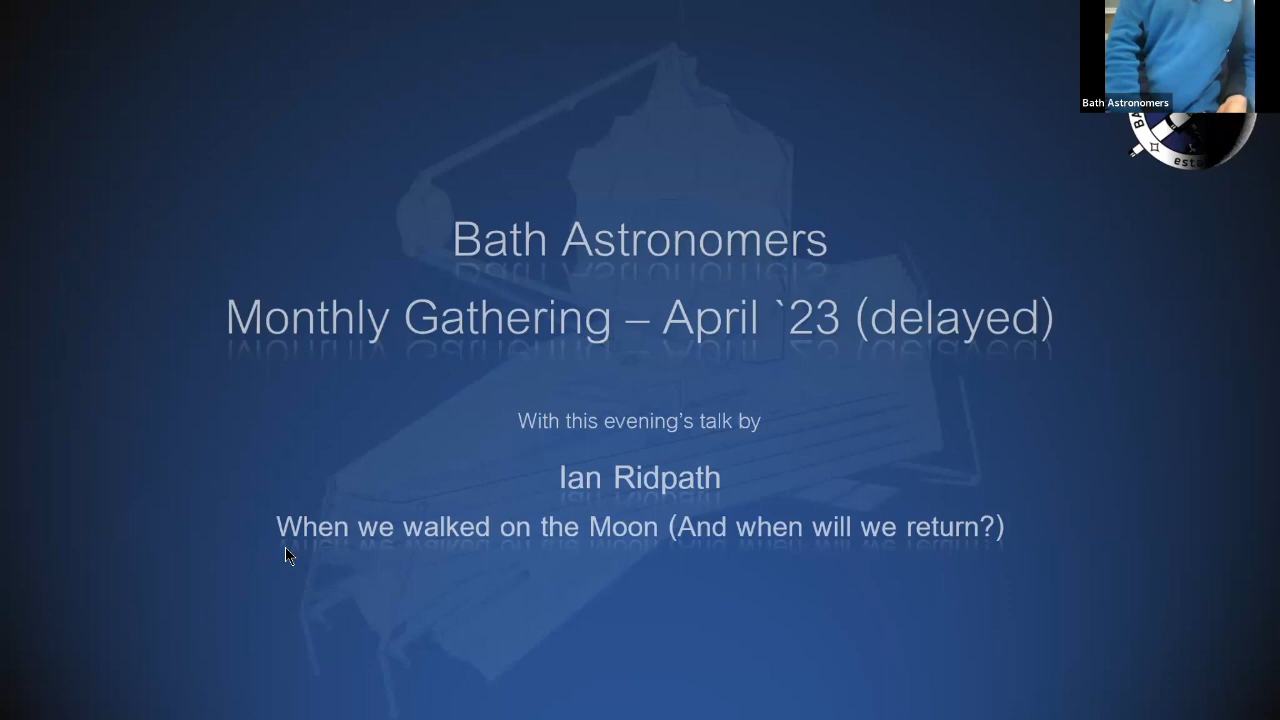 Bath Astronomers
Bath Astronomers
Monthly Gathering – April `23 (delayed)
With this evening’s talk by
Ian Ridpath
When we walked on the Moon (And when will we return?)